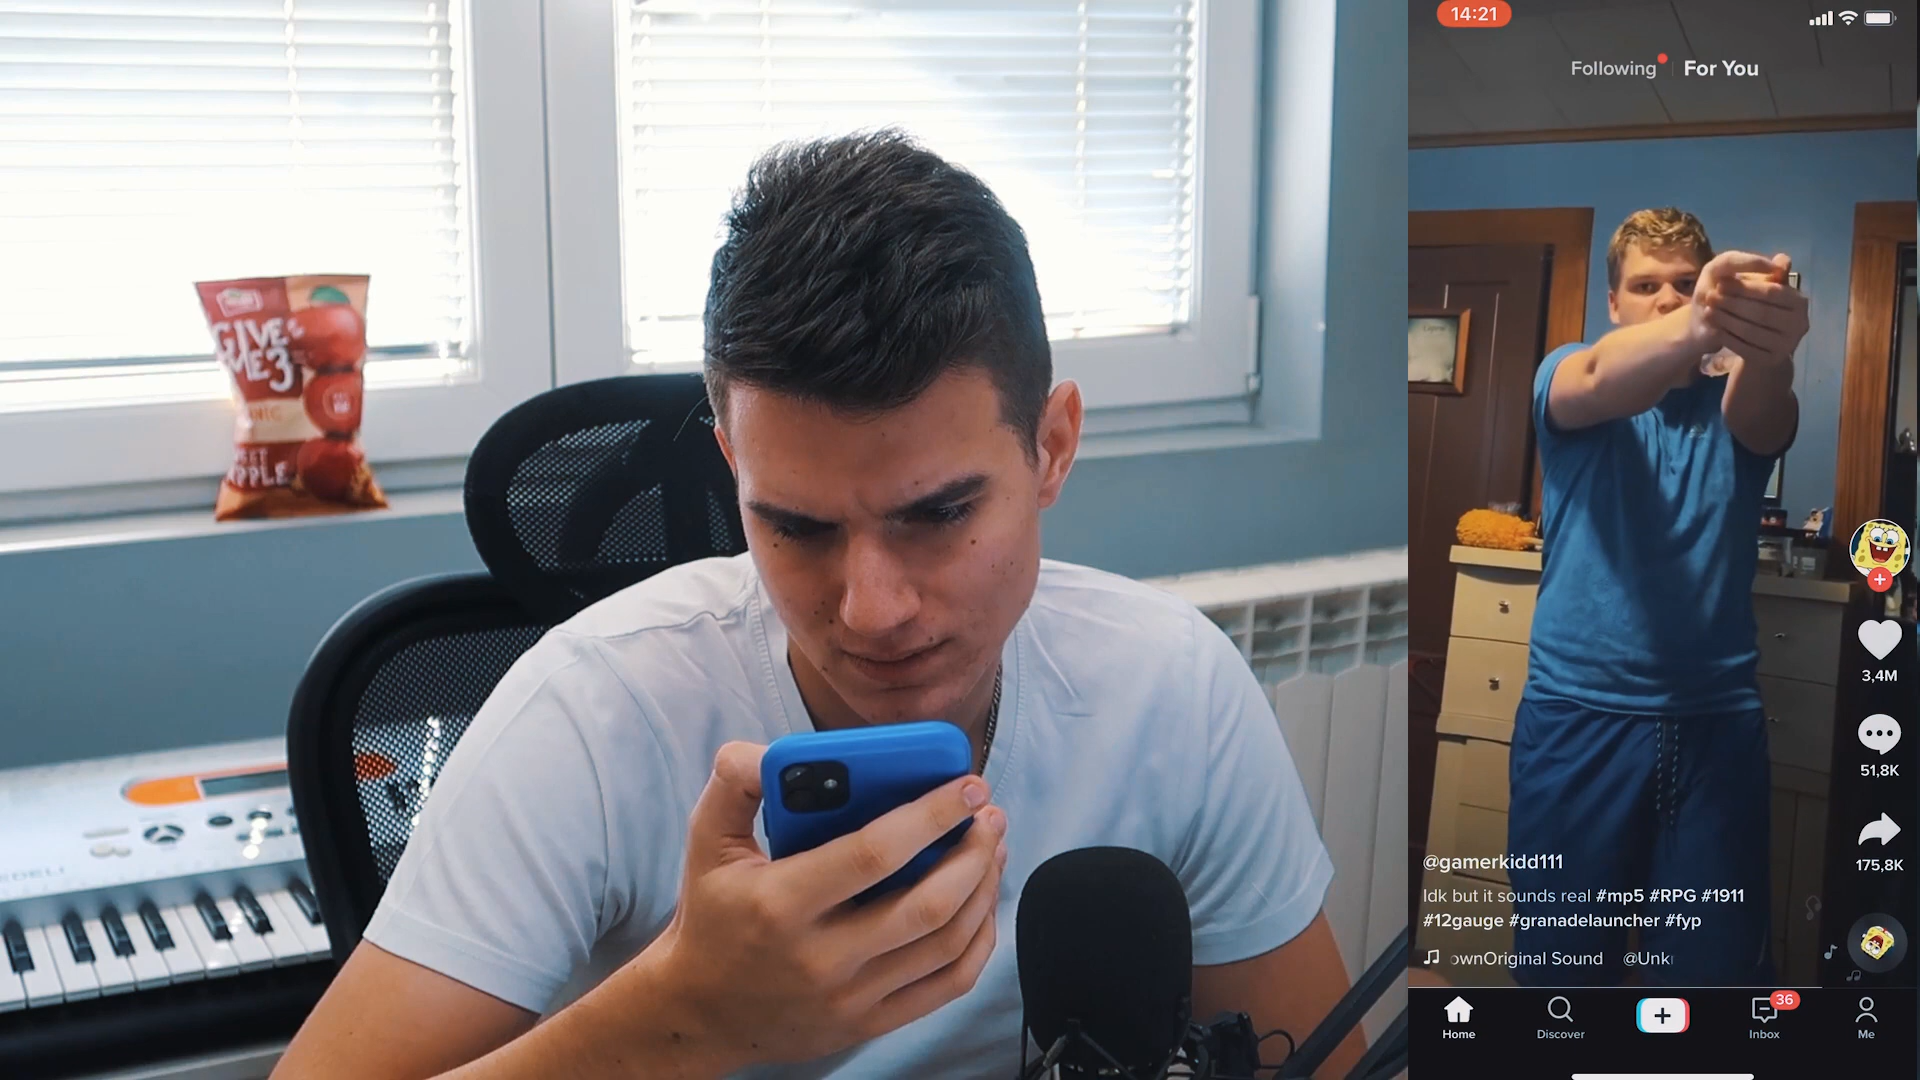 GIVE
ME3
APPLE
14:21
Following
For You
3,4M
51,8K
175,8K
@gamerkidd111
Idk but it sounds real #mp5 #RPG #1911
#12gauge #granadelauncher #fyp
ownOriginal Sound @Unk
36
Home
Discover
Inbox
Me